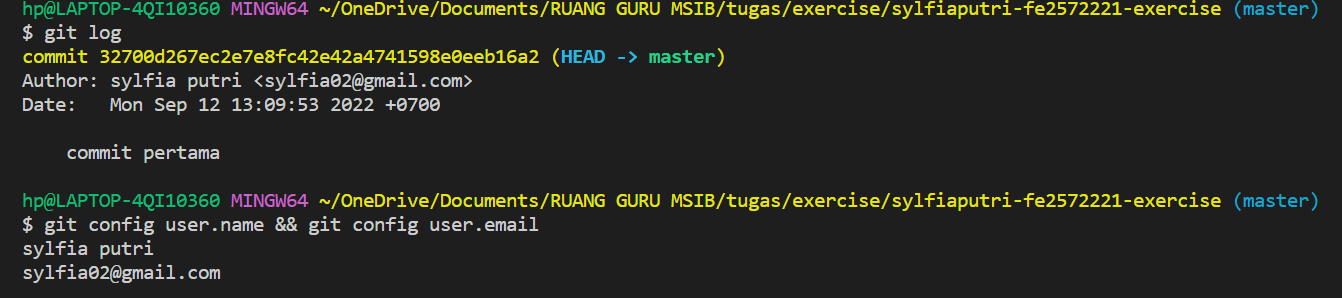 hp@LAPTOP-4QI10360 MINGW64 ~/OneDrive/Documents/RUANG GURU MSIB/tugas/exercise/sylfiaputri-fe2572221-exercise (master)
$ git log
commit 32700d267ec2e7e8fc42e42a4741598e0eeb16a2 (HEAD -> master)
Author: sylfia putri <sylfia02@gmail.com>
Date:   Mon Sep 12 13:09:53 2022 +0700
    commit pertama
hp@LAPTOP-4QI10360 MINGW64 ~/OneDrive/Documents/RUANG GURU MSIB/tugas/exercise/sylfiaputri-fe2572221-exercise (master)
$ git config user.name && git config user.email
sylfia putri
sylfia02@gmail.com